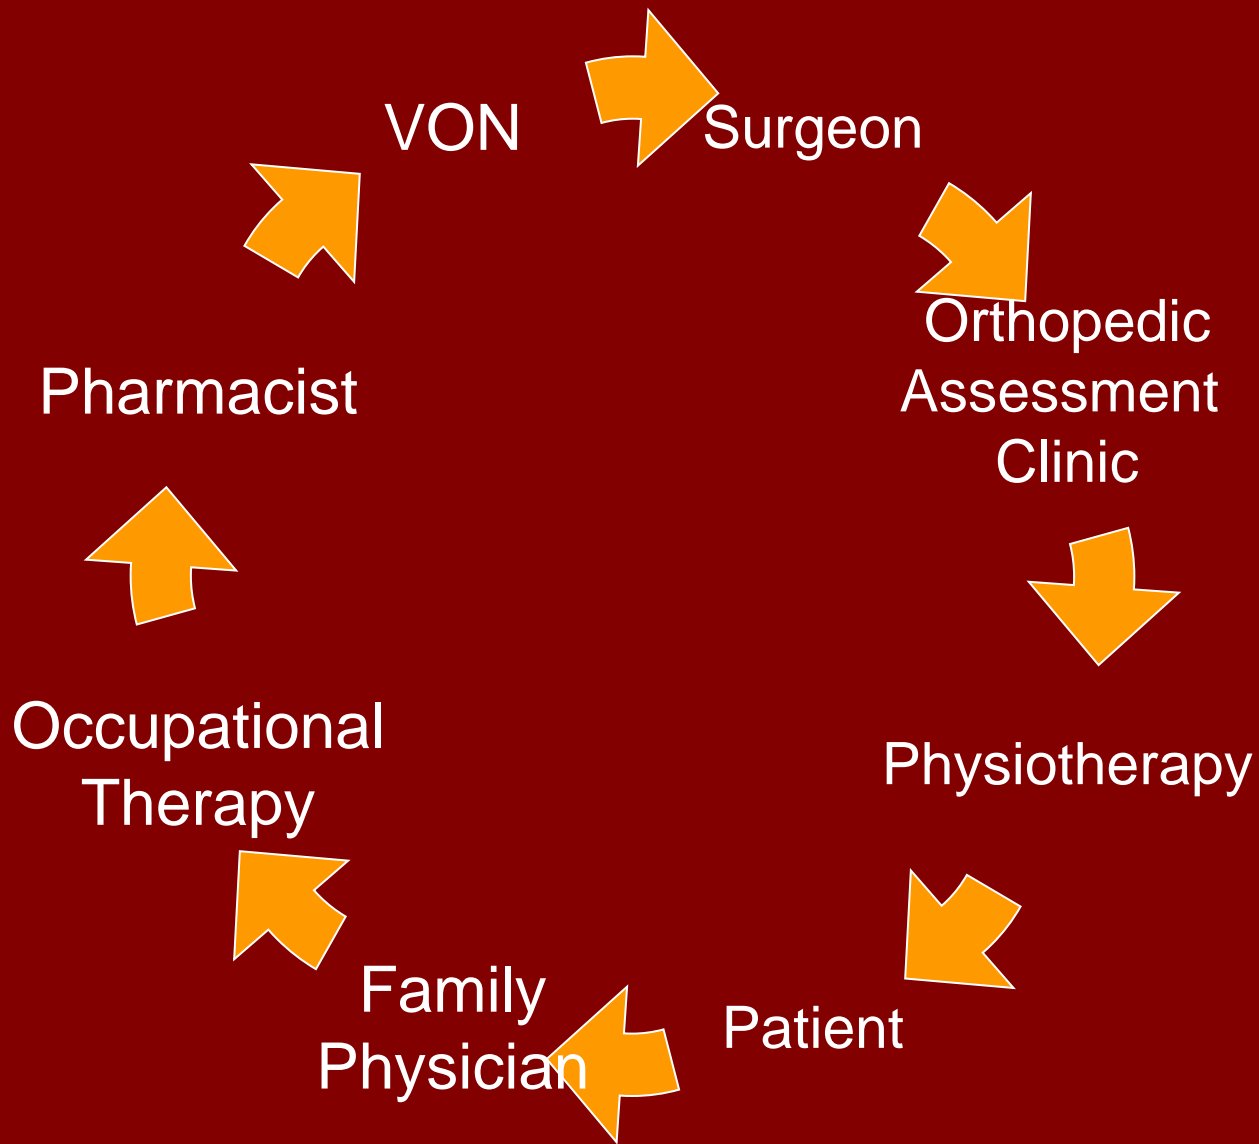 VON
Surgeon
Orthopedic
Assessment
Clinic
Physiotherapy
Patient
Family
Physician
Occupational
Therapy
Pharmacist